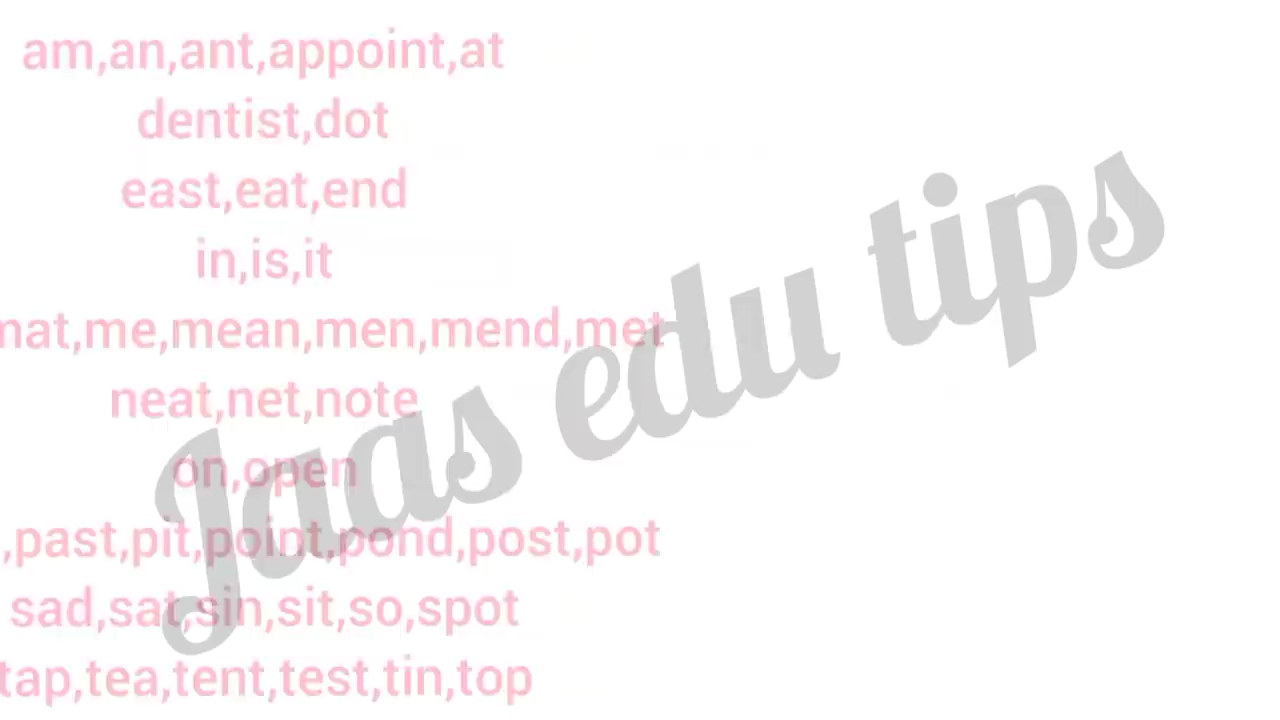 am,an,ant,appoint,at
dentist,dot
east,eat,end
in,is,it
mat,me,mean,men,mend,met
neat,net,note
on,open
,past,pit,point,pond,post,pot
sad,sat,sin,sit,so,spot
tap,tea,tent,test,tin,top
Jaas edu tips